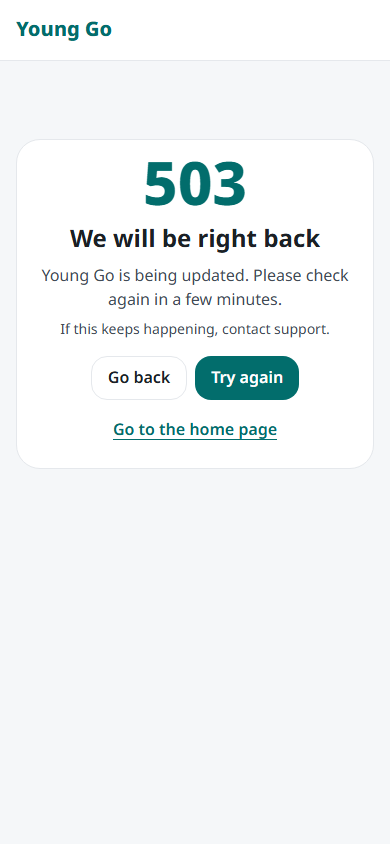 Young Go
503
We will be right back
Young Go is being updated. Please check
again in a few minutes.
If this keeps happening, contact support.
Go back
Try again
Go to the home page